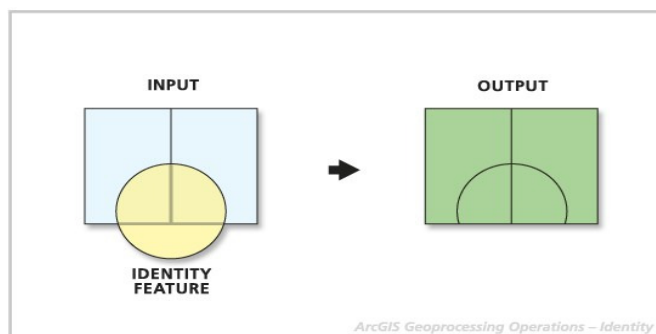 INPUT
OUTPUT
IDENTITY
FEATURE
ArcGIS Geoprocessing Operations – Identity